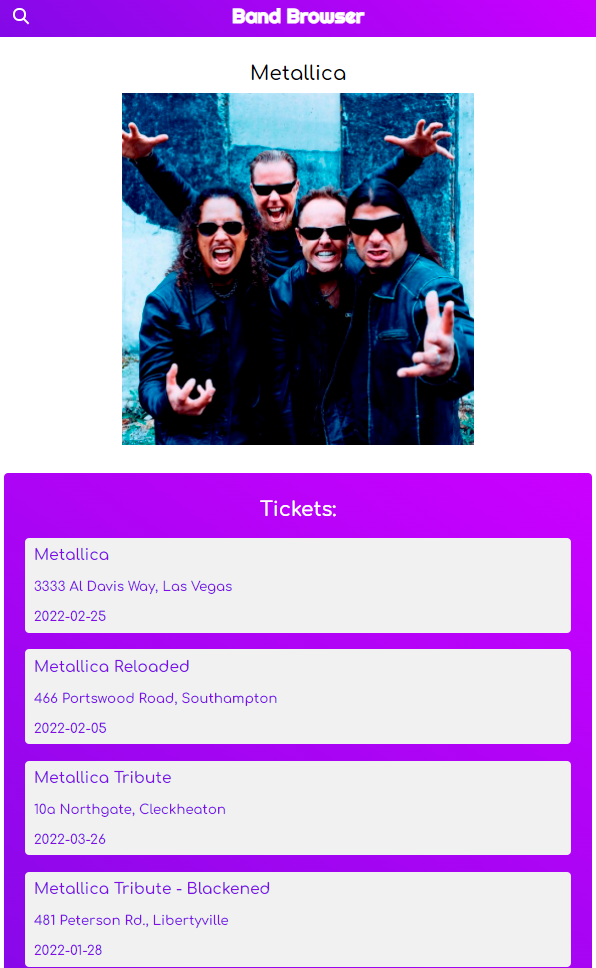 Band Browser
Metallica
Tickets:
Metallica
3333 Al Davis Way, Las Vegas
2022-02-25
Metallica Reloaded
466 Portswood Road, Southampton
2022-02-05
Metallica Tribute
10a Northgate, Cleckheaton
2022-03-26
Metallica Tribute - Blackened
481 Peterson Rd., Libertyville
2022-01-28